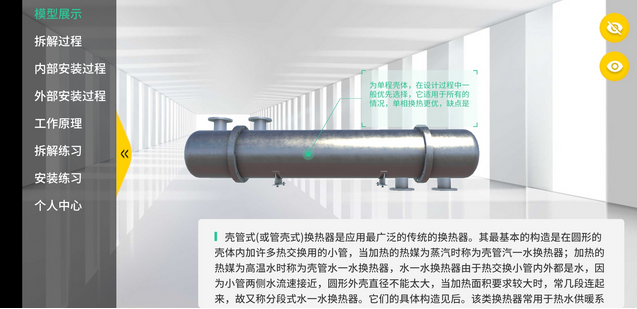 模型展示
拆解过程
内部安装过程
外部安装过程
工作原理
拆解练习
安装练习
个人中心
为单程壳体，在设计过程中一
般优先选择，它适用于所有的
情况，单相换热更优，缺点是
壳管式(或管壳式)换热器是应用最广泛的传统的换热器。其最基本的构造是在圆形的
壳体内加许多热交换用的小管，当加热的热媒为蒸汽时称为壳管汽一水换热器；加热的
热媒为高温水时称为壳管水一水换热器，水一水换热器由于热交换小管内外都是水，因
为小管两侧水流速接近，圆形外壳直径不能太大，当加热面积要求较大时，常几段连起
来，故又称分段式水一水换热器。它们的具体构造见后。该类换热器常用于热水供暖系